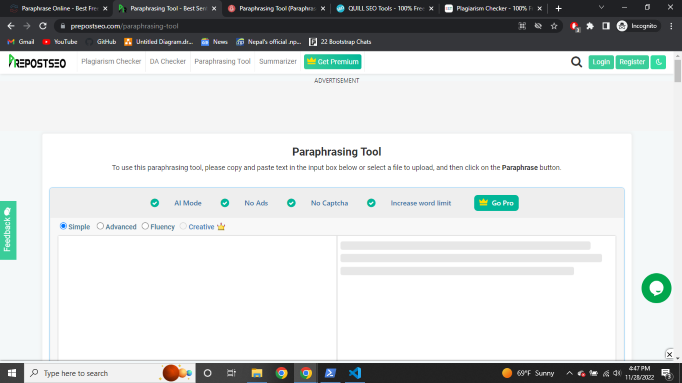 Paraphrase Online - Best Free
Paraphrasing Tool - Best Sen
Paraphrasing Tool (Paraphras
QUILL SEO Tools - 100% Free
Plagiarism Checker - 100% F
prepostseo.com/paraphrasing-tool
Incognito
Gmail
YouTube
GitHub
Untitled Diagram.dr...
News
Nepal's official .np...
22 Bootstrap Chats
PREPOSTSEO
Plagiarism Checker
DA Checker
Paraphrasing Tool
Summarizer
Get Premium
Login
Register
ADVERTISEMENT
Paraphrasing Tool
To use this paraphrasing tool, please copy and paste text in the input box below or select a file to upload, and then click on the Paraphrase button.
AI Mode
No Ads
No Captcha
Increase word limit
Go Pro
Simple
Advanced
Fluency
Creative
Feedback
Type here to search
69°F Sunny
4:47 PM
11/28/2022